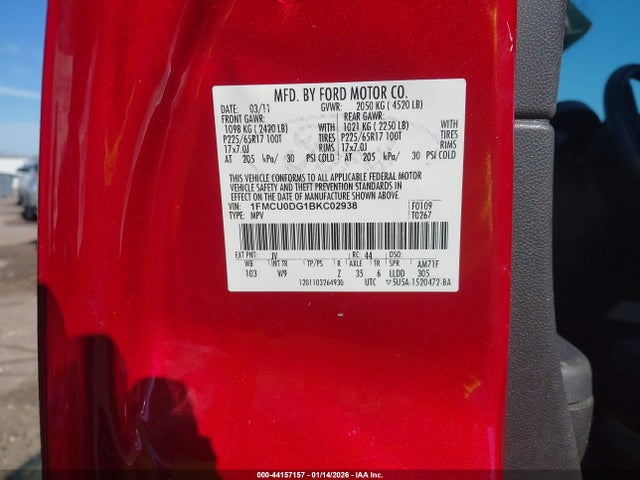 MFD. BY FORD MOTOR CO.
DATE: 03/11 GVWR: 2050 KG ( 4520 LB)
FRONT GAWR: REAR GAWR:
1098 KG ( 2420 LB) 1021 KG ( 2250 LB)
P225/65R17 100T TIRES P225/65R17 100T TIRES
17x7.0J RIMS 17x7.0J RIMS
AT 205 kPa/ 30 PSI COLD AT 205 kPa/ 30 PSI COLD
THIS VEHICLE CONFORMS TO ALL APPLICABLE FEDERAL MOTOR
VEHICLE SAFETY AND THEFT PREVENTION STANDARDS IN
EFFECT ON THE DATE OF MANUFACTURE SHOWN ABOVE.
VIN: 1FMCU0DG1BKC02938 F0109
TYPE: MPV T0267
EXT PNT: JV RC: 44 DSO:
WB INT TR TP/PS R AXLE TR SPR AM71F
103 W9 Z 35 6 LLDD 305
1201103264930 UTC 5U5A-1520472-BA
000-44157157 - 01/14/2026 - IAA Inc.